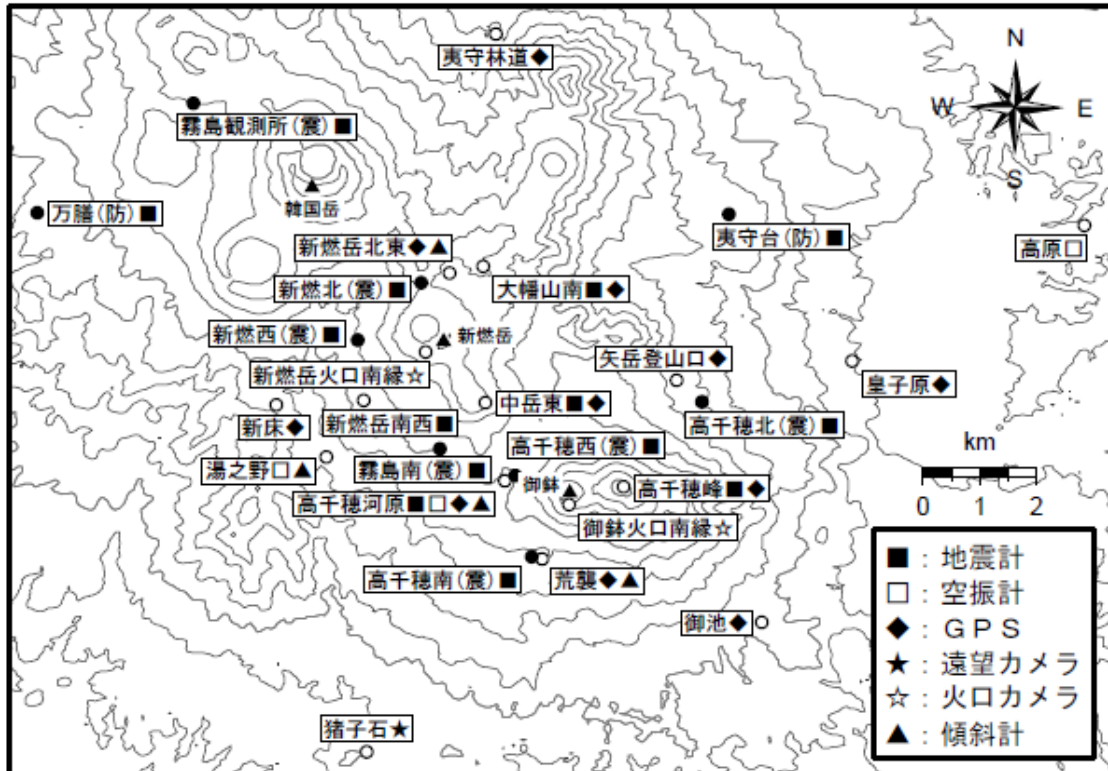 夷守林道◆
N
W
E
S
霧島観測所(震)■
韓国岳
万膳(防)■
夷守台(防)■
高原□
新燃岳北東◆▲
新燃北(震)■
大幡山南■◆
新燃西(震)■
新燃岳
新燃岳火口南縁☆
矢岳登山口◆
皇子原◆
新床◆
新燃岳南西■
中岳東■◆
高千穂北(震)■
高千穂西(震)■
湯之野□▲
霧島南(震)■
御鉢
高千穂峰■◆
高千穂河原■□◆▲
御鉢火口南縁☆
高千穂南(震)■
荒襲◆▲
御池◆
猪子石★
km
0 1 2
■：地震計
□：空振計
◆：ＧＰＳ
★：遠望カメラ
☆：火口カメラ
▲：傾斜計